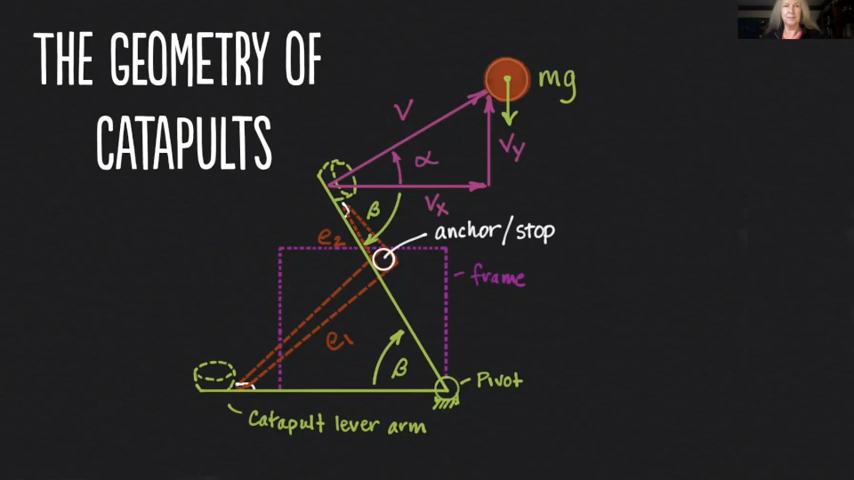 THE GEOMETRY OF
CATAPULTS
mg
V
α
Vy
Vx
β
e2
anchor/stop
frame
e1
β
Pivot
Catapult lever arm